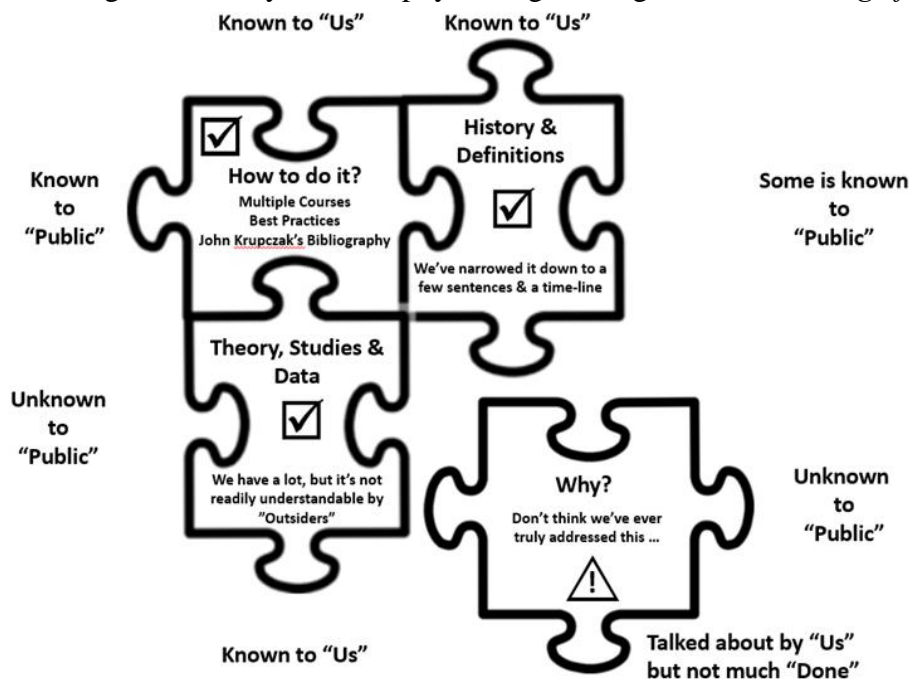 Known to “Us”
Known to “Us”
Known
to
“Public”
How to do it?
Multiple Courses
Best Practices
John Krupczak’s Bibliography
History &
Definitions
We’ve narrowed it down to a
few sentences & a time-line
Some is known
to
“Public”
Unknown
to
“Public”
Theory, Studies &
Data
We have a lot, but it’s not
readily understandable by
”Outsiders”
Why?
Don’t think we’ve ever
truly addressed this ...
!
Unknown
to
“Public”
Known to “Us”
Talked about by “Us”
but not much “Done”